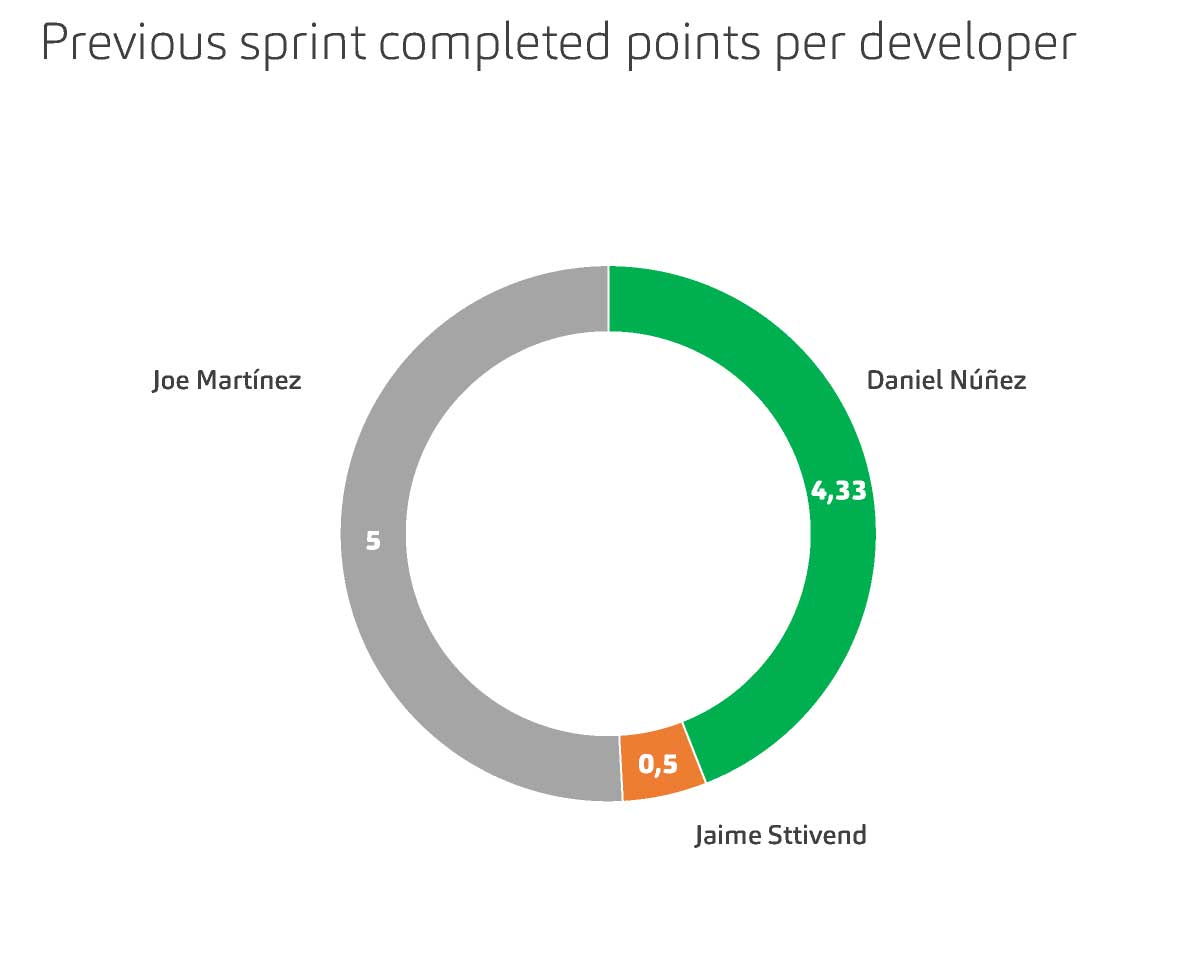 Previous sprint completed points per developer
Joe Martínez
Daniel Núñez
4,33
5
0,5
Jaime Sttivend